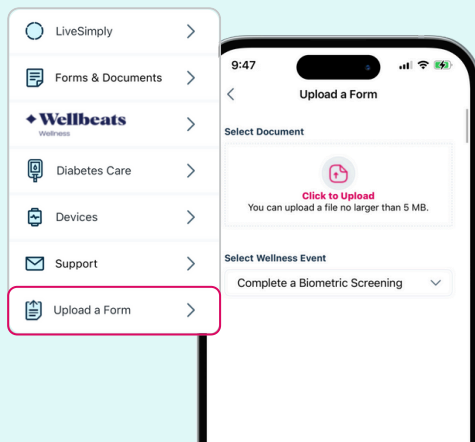 LiveSimply
Forms & Documents
Wellbeats
Wellness
Diabetes Care
Devices
Support
Upload a Form
9:47
S
Upload a Form
Select Document
Click to Upload
You can upload a file no larger than 5 MB.
Select Wellness Event
Complete a Biometric Screening